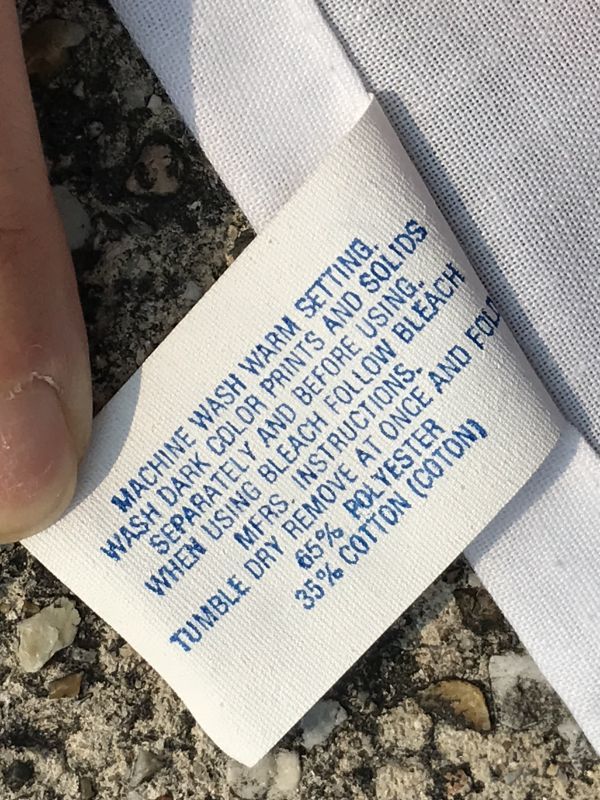 MACHINE WASH WARM SETTING.
WASH DARK COLOR PRINTS AND SOLIDS
SEPARATELY AND BEFORE USING.
WHEN USING BLEACH FOLLOW BLEACH
MFRS. INSTRUCTIONS.
TUMBLE DRY REMOVE AT ONCE AND FOLD
65% POLYESTER
35% COTTON (COTON)